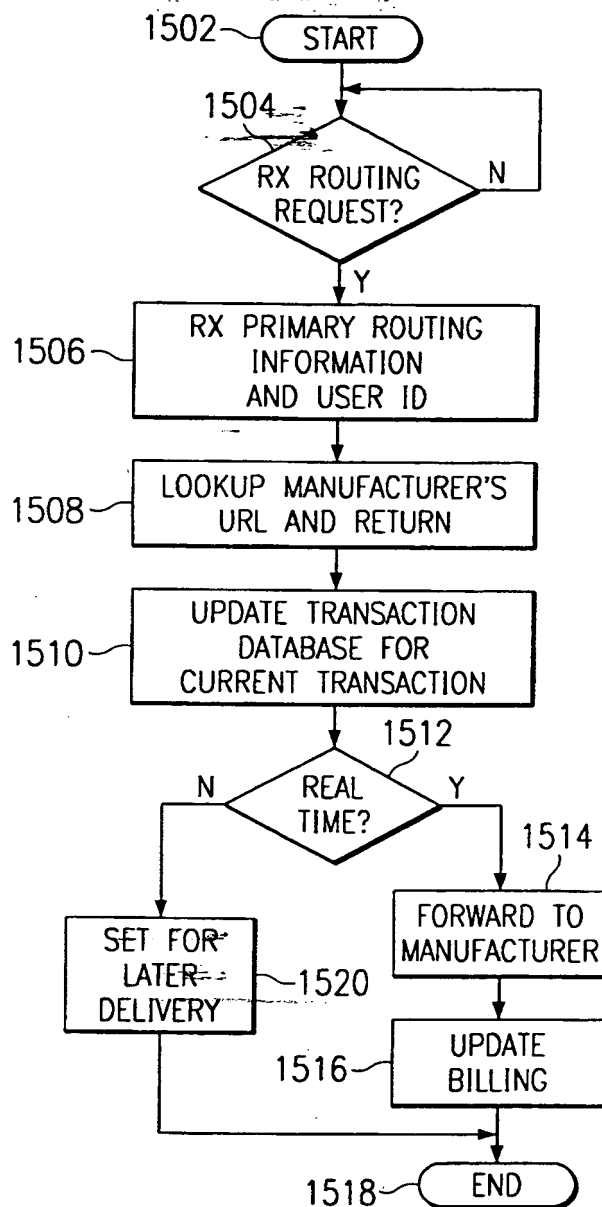 1502
START
1504
RX ROUTING
REQUEST?
N
Y
1506
RX PRIMARY ROUTING
INFORMATION
AND USER ID
1508
LOOKUP MANUFACTURER'S
URL AND RETURN
1510
UPDATE TRANSACTION
DATABASE FOR
CURRENT TRANSACTION
1512
REAL
TIME?
N
Y
1514
FORWARD TO
MANUFACTURER
SET FOR
LATER
DELIVERY
1520
1516
UPDATE
BILLING
1518
END